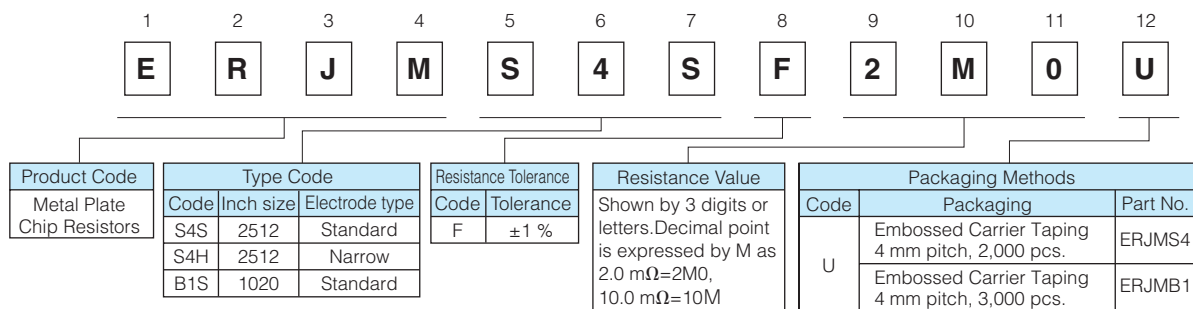 1 2 3 4 5 6 7 8 9 10 11 12
E R J M S 4 S F 2 M 0 U
Product Code
Metal Plate
Chip Resistors
Type Code
Code Inch size Electrode type
S4S 2512 Standard
S4H 2512 Narrow
B1S 1020 Standard
Resistance Tolerance
Code Tolerance
F ±1 %
Resistance Value
Shown by 3 digits or
letters.Decimal point
is expressed by M as
2.0 mΩ=2M0,
10.0 mΩ=10M
Packaging Methods
Code Packaging Part No.
U
Embossed Carrier Taping
4 mm pitch, 2,000 pcs.
ERJMS4
Embossed Carrier Taping
4 mm pitch, 3,000 pcs.
ERJMB1